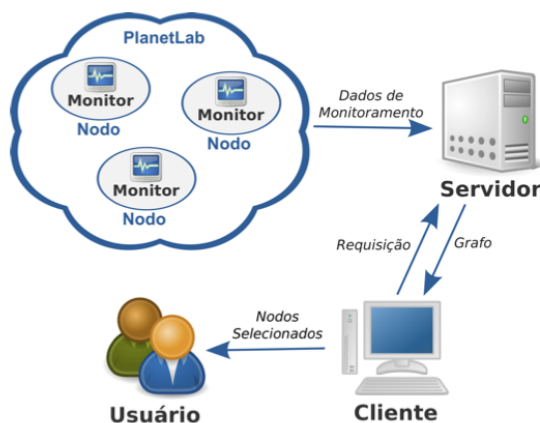 PlanetLab
Monitor
Nodo
Monitor
Nodo
Monitor
Nodo
Dados de
Monitoramento
Servidor
Requisição
Grafo
Nodos
Selecionados
Usuário
Cliente